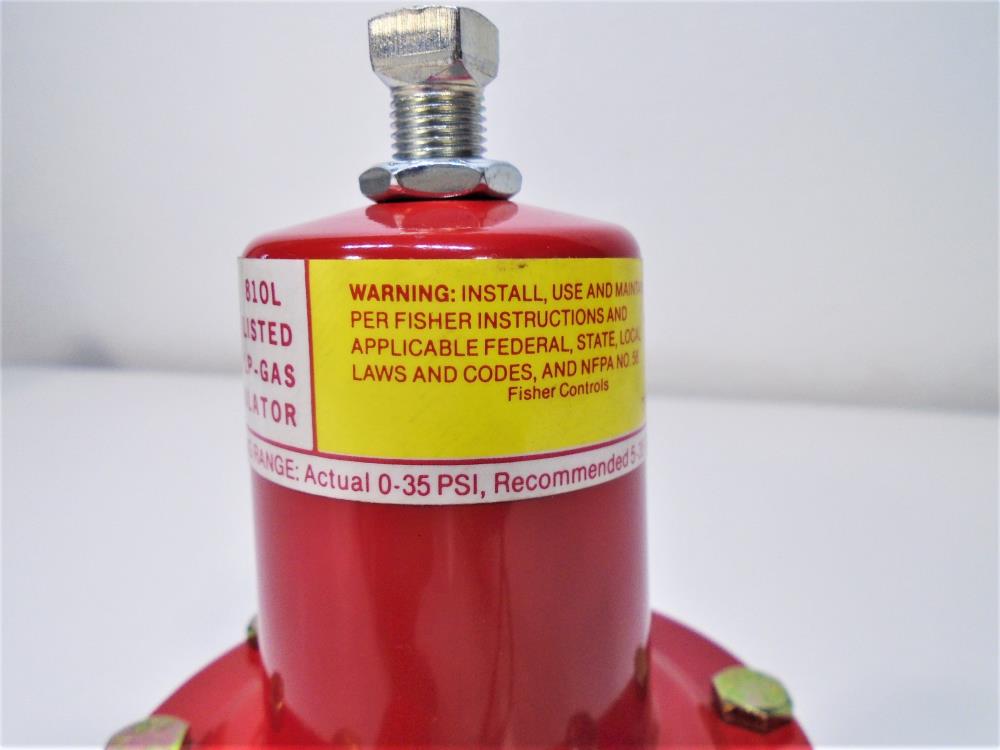 810L
LISTED
P-GAS
LATOR
WARNING: INSTALL, USE AND
PER FISHER INSTRUCTIONS AND
APPLICABLE FEDERAL, STATE, LOCAL
LAWS AND CODES, AND NFPA NO.
Fisher Controls
RANGE: Actual 0-35 PSI, Recommended